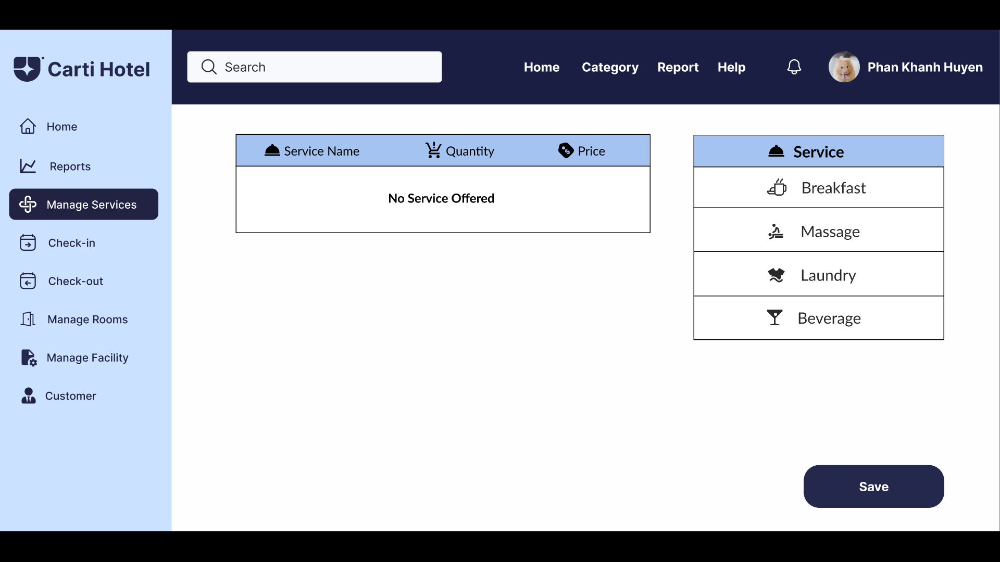 Carti Hotel
Search
Home
Category
Report
Help
Phan Khanh Huyen
Home
Reports
Manage Services
Check-in
Check-out
Manage Rooms
Manage Facility
Customer
Service Name
Quantity
Price
No Service Offered
Service
Breakfast
Massage
Laundry
Beverage
Save